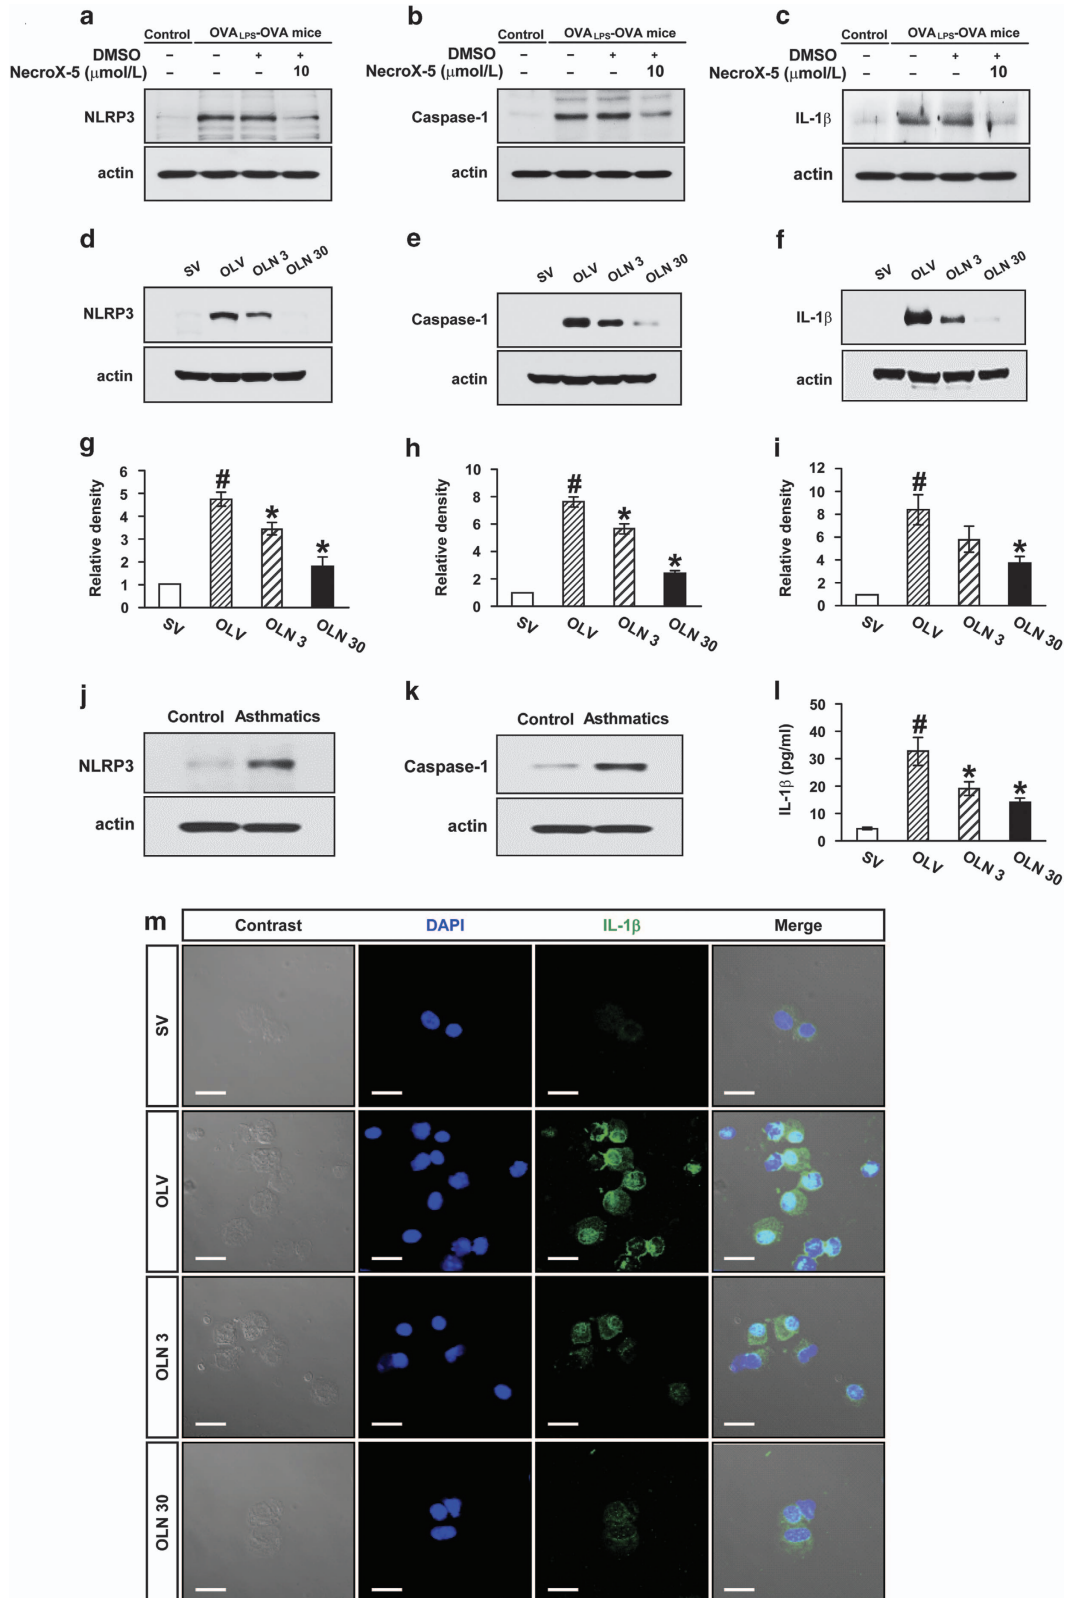 a
Control OVA LPS-OVA mice
DMSO – – + +
NecroX-5 (μmol/L) – – – 10
NLRP3
actin
b
Control OVA LPS-OVA mice
DMSO – – + +
NecroX-5 (μmol/L) – – – 10
Caspase-1
actin
c
Control OVA LPS-OVA mice
DMSO – – + +
NecroX-5 (μmol/L) – – – 10
IL-1β
actin
d
SV OLV OLN 3 OLN 30
NLRP3
actin
e
SV OLV OLN 3 OLN 30
Caspase-1
actin
f
SV OLV OLN 3 OLN 30
IL-1β
actin
g
Relative density
6
5
4
3
2
1
0
# * *
SV OLV OLN 3 OLN 30
h
Relative density
10
8
6
4
2
0
# * *
SV OLV OLN 3 OLN 30
i
Relative density
12
10
8
6
4
2
0
# *
SV OLV OLN 3 OLN 30
j
Control Asthmatics
NLRP3
actin
k
Control Asthmatics
Caspase-1
actin
l
IL-1β (pg/ml)
50
40
30
20
10
0
# * *
SV OLV OLN 3 OLN 30
m
Contrast DAPI IL-1β Merge
SV
OLV
OLN 3
OLN 30